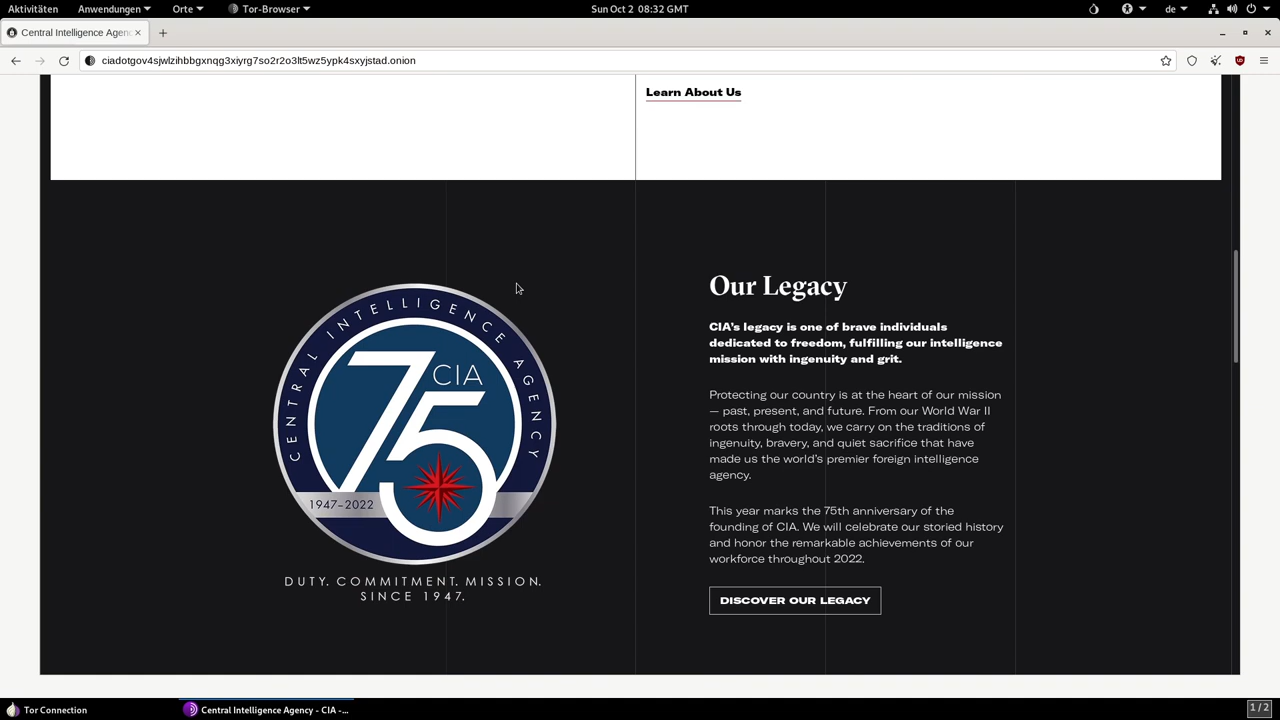 Aktivitäten Anwendungen Orte Tor-Browser Sun Oct 2 08:32 GMT de
Central Intelligence Agenc
ciadotgov4sjwlzihbbgxnqg3xiyrg7so2r2o3lt5wz5ypk4sxyjstad.onion
Learn About Us
CENTRAL INTELLIGENCE AGENCY
75
CIA
1947–2022
DUTY. COMMITMENT. MISSION.
SINCE 1947.
Our Legacy
CIA's legacy is one of brave individuals
dedicated to freedom, fulfilling our intelligence
mission with ingenuity and grit.
Protecting our country is at the heart of our mission
— past, present, and future. From our World War II
roots through today, we carry on the traditions of
ingenuity, bravery, and quiet sacrifice that have
made us the world's premier foreign intelligence
agency.
This year marks the 75th anniversary of the
founding of CIA. We will celebrate our storied history
and honor the remarkable achievements of our
workforce throughout 2022.
DISCOVER OUR LEGACY
Tor Connection Central Intelligence Agency - CIA -... 1 / 2